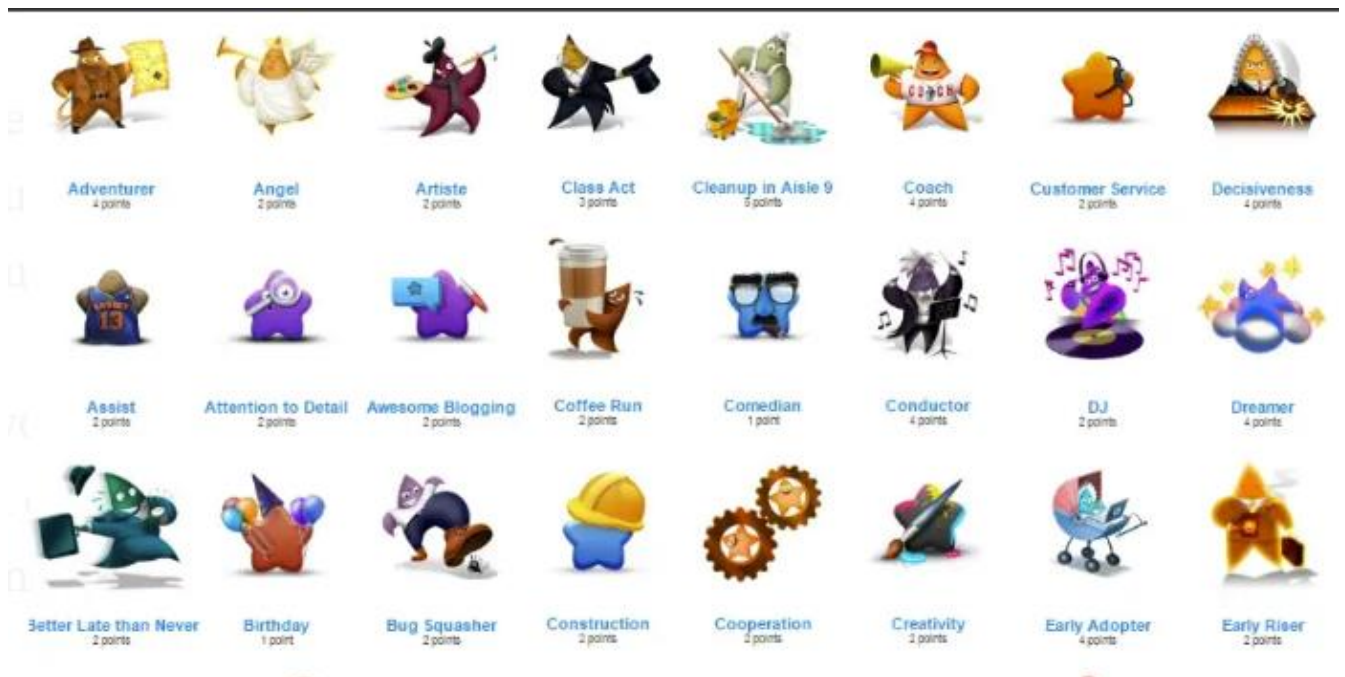 Adventurer
4 points
Angel
2 points
Artiste
2 points
Class Act
3 points
Cleanup in Aisle 9
5 points
Coach
4 points
Customer Service
2 points
Decisiveness
4 points
COACH
13
Assist
2 points
Attention to Detail
2 points
Awesome Blogging
2 points
Coffee Run
2 points
Comedian
1 point
Conductor
4 points
DJ
2 points
Dreamer
4 points
Better Late than Never
2 points
Birthday
1 point
Bug Squasher
2 points
Construction
2 points
Cooperation
2 points
Creativity
2 points
Early Adopter
4 points
Early Riser
2 points